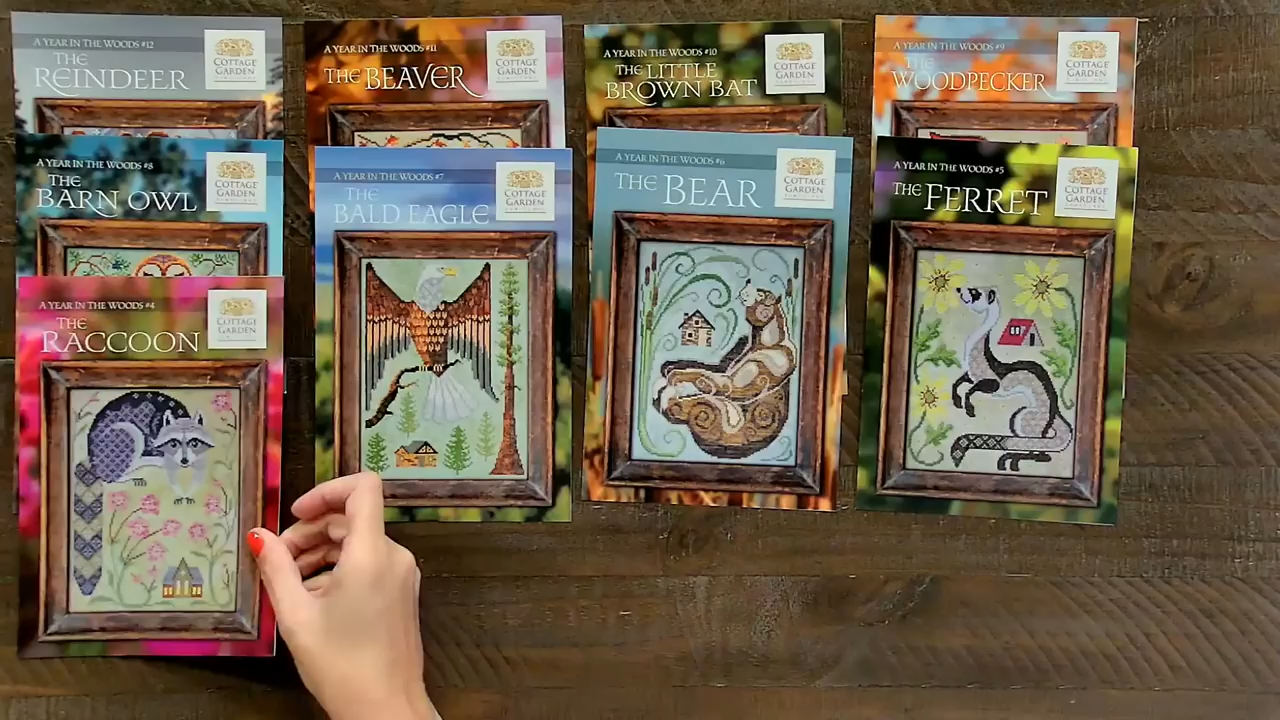 A YEAR IN THE WOODS #12
THE
REINDEER
COTTAGE
GARDEN
A YEAR IN THE WOODS #11
THE BEAVER
COTTAGE
GARDEN
A YEAR IN THE WOODS #10
THE LITTLE
BROWN BAT
COTTAGE
GARDEN
A YEAR IN THE WOODS #9
THE
WOODPECKER
COTTAGE
GARDEN
A YEAR IN THE WOODS #8
THE
BARN OWL
COTTAGE
GARDEN
A YEAR IN THE WOODS #7
THE
BALD EAGLE
COTTAGE
GARDEN
A YEAR IN THE WOODS #6
THE BEAR
COTTAGE
GARDEN
A YEAR IN THE WOODS #5
THE FERRET
COTTAGE
GARDEN
A YEAR IN THE WOODS #4
THE
RACCOON
COTTAGE
GARDEN